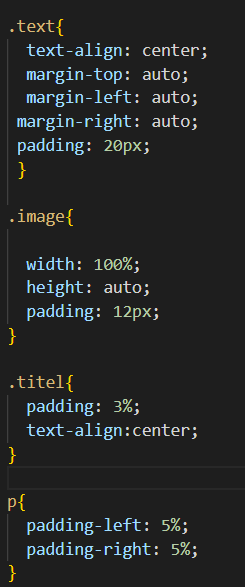 .text{
text-align: center;
margin-top: auto;
margin-left: auto;
margin-right: auto;
padding: 20px;
}
.image{
width: 100%;
height: auto;
padding: 12px;
}
.titel{
padding: 3%;
text-align:center;
}
p{
padding-left: 5%;
padding-right: 5%;
}